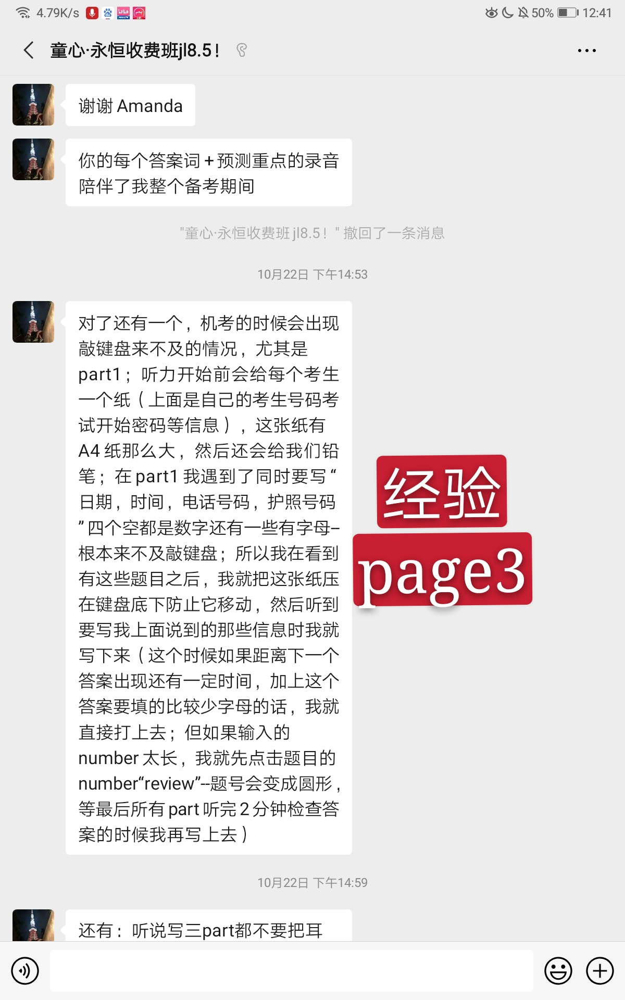 4.79K/s
50%
12:41
童心·永恒收费班jl8.5！
谢谢 Amanda
你的每个答案词+预测重点的录音
陪伴了我整个备考期间
"童心·永恒收费班jl8.5！" 撤回了一条消息
10月22日 下午14:53
对了还有一个，机考的时候会出现
敲键盘来不及的情况，尤其是
part1；听力开始前会给每个考生
一个纸（上面是自己的考生号码考
试开始密码等信息），这张纸有
A4纸那么大，然后还会给我们铅
笔；在part1我遇到了同时要写“
日期，时间，电话号码，护照号码
”四个空都是数字还有一些有字母--
根本来不及敲键盘；所以我在看到
有这些题目之后，我就把这张纸压
在键盘底下防止它移动，然后听到
要写我上面说到的那些信息时我就
写下来（这个时候如果距离下一个
答案出现还有一定时间，加上这个
答案要填的比较少字母的话，我就
直接打上去；但如果输入的
number太长，我就先点击题目的
number“review”--题号会变成圆形，
等最后所有part听完2分钟检查答
案的时候我再写上去）
经验
page3
10月22日 下午14:59
还有：听说写三part都不要把耳